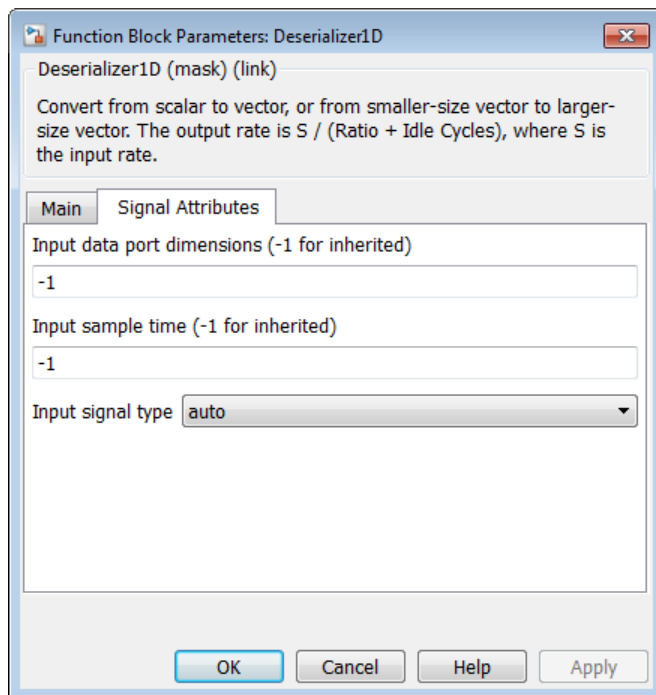 Function Block Parameters: Deserializer1D
Deserializer1D (mask) (link)
Convert from scalar to vector, or from smaller-size vector to larger-
size vector. The output rate is S / (Ratio + Idle Cycles), where S is
the input rate.
Main Signal Attributes
Input data port dimensions (-1 for inherited)
-1
Input sample time (-1 for inherited)
-1
Input signal type auto
OK Cancel Help Apply